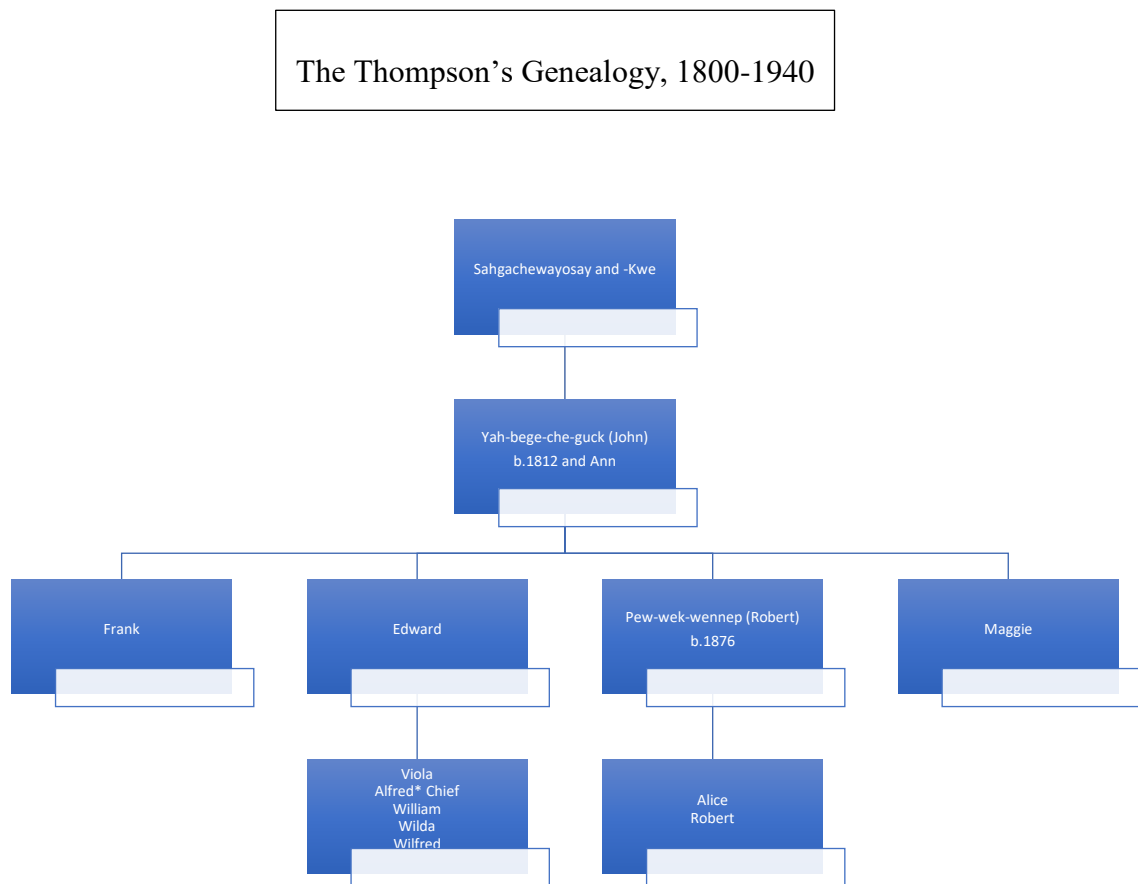 The Thompson’s Genealogy, 1800-1940
Sahgachewayosay and -Kwe
Yah-bege-che-guck (John)
b.1812 and Ann
Frank
Edward
Pew-wek-wennep (Robert)
b.1876
Maggie
Viola
Alfred* Chief
William
Wilda
Wilfred
Alice
Robert